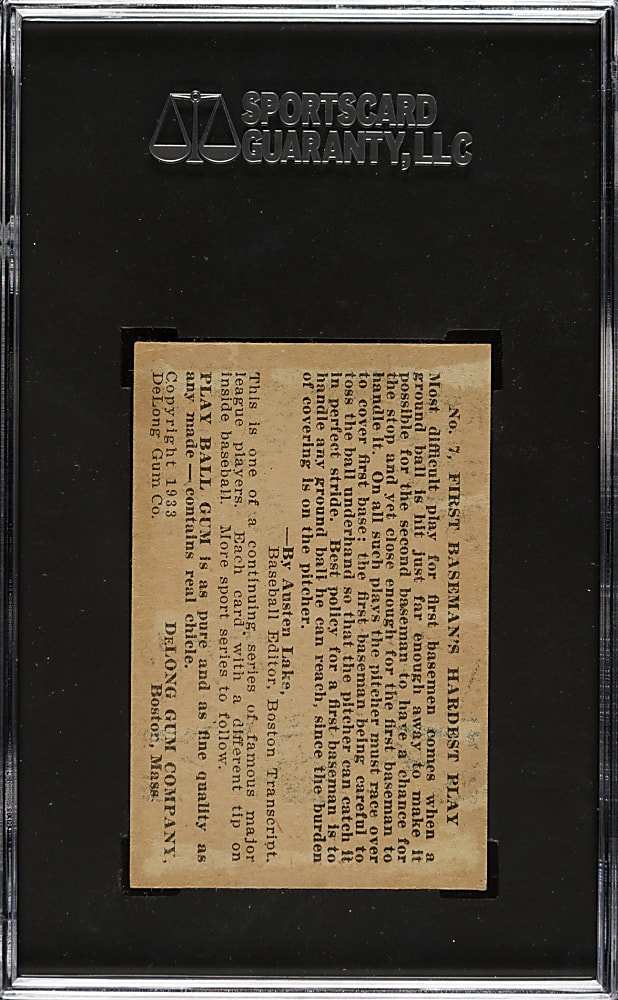 SPORTSCARD
GUARANTY, LLC
No. 7, FIRST BASEMAN'S HARDEST PLAY
Most difficult play for first basemen comes when a
ground ball is hit just far enough away to make it
possible for the second baseman to have a chance for
the stop and yet close enough for the first baseman to
handle it. On all such plays the pitcher must race over
to cover first base; the first baseman being careful to
toss the ball underhand so that the pitcher can catch it
in perfect stride. Best policy for a first baseman is to
handle any ground ball he can reach, since the burden
of covering is on the pitcher.
—By Austen Lake,
Baseball Editor, Boston Transcript.
This is one of a continuing series of famous major
league players. Each card with a different tip on
inside baseball. More sport series to follow.
PLAY BALL GUM is as pure and as fine quality as
any made—contains real chicle.
Copyright 1933
DeLong Gum Co.
DELONG GUM COMPANY,
Boston, Mass.